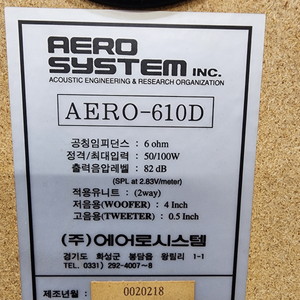 AERO
SYSTEM INC.
ACOUSTIC ENGINEERING & RESEARCH ORGANIZATION
AERO-610D
공칭임피던스 : 6 ohm
정격/최대입력 : 50/100W
출력음압레벨 : 82 dB
(SPL at 2.83V/meter)
적용유니트 : (2way)
저음용(WOOFER) : 4 Inch
고음용(TWEETER) : 0.5 Inch
(주)에어로시스템
경기도 화성군 봉담읍 왕림리 1-1
TEL. 0331) 292-4007~8
제조년월 : 0020218